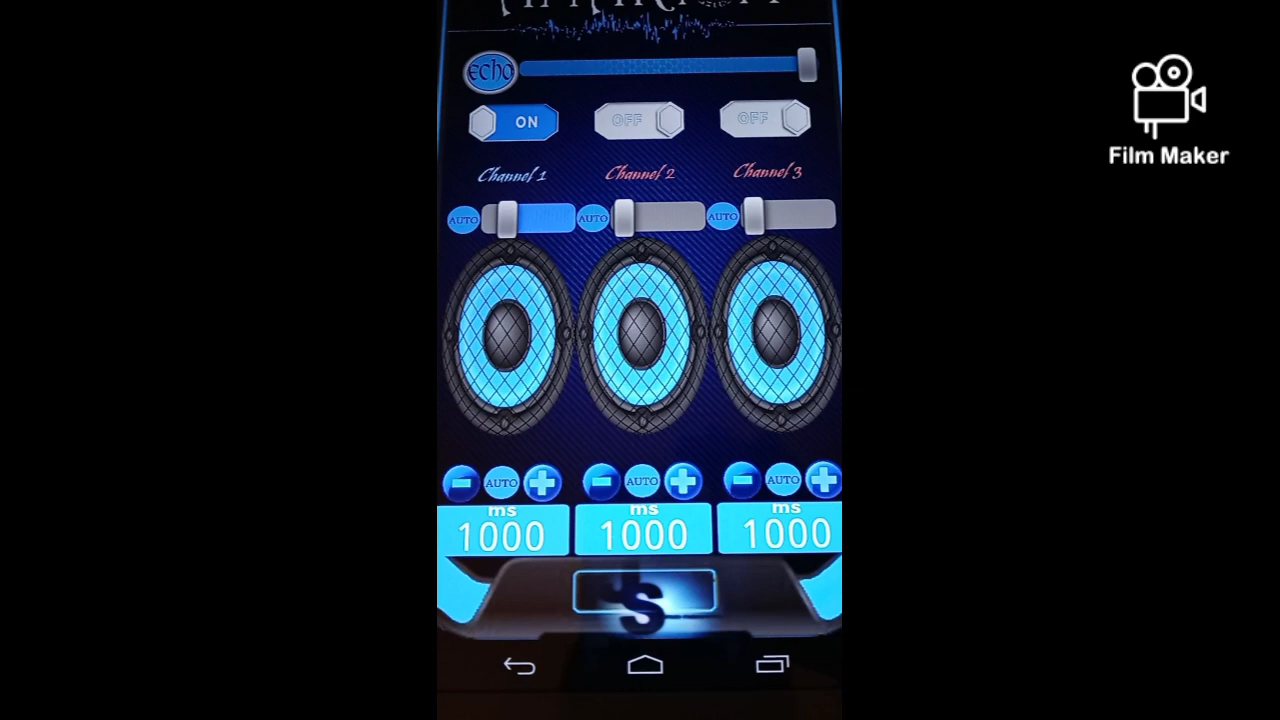 echo
ON OFF OFF
Channel 1 Channel 2 Channel 3
AUTO AUTO AUTO
AUTO AUTO AUTO
ms ms ms
1000 1000 1000
S
Film Maker